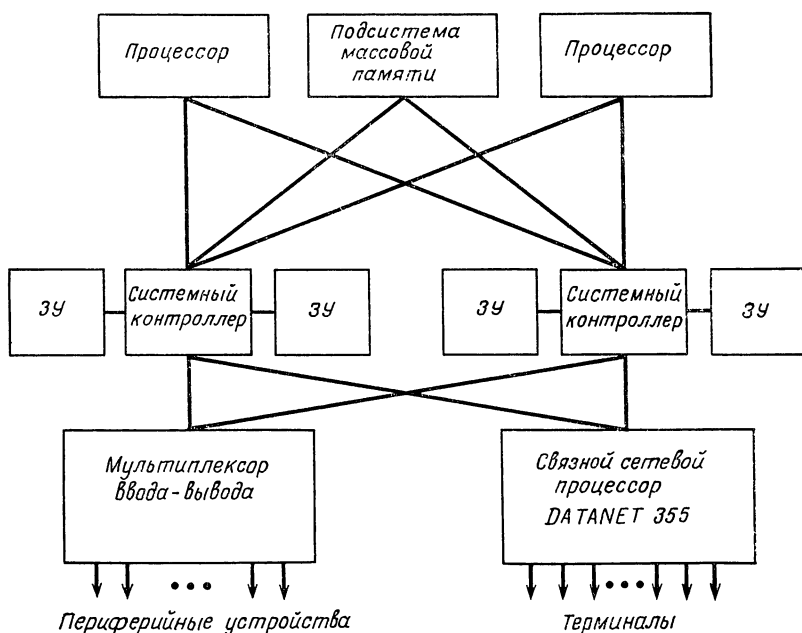 Процессор
Подсистема
массовой
памяти
Процессор
ЗУ
Системный
контроллер
ЗУ
ЗУ
Системный
контроллер
ЗУ
Мультиплексор
ввода-вывода
Связной сетевой
процессор
DATANET 355
Периферийные устройства
Терминалы